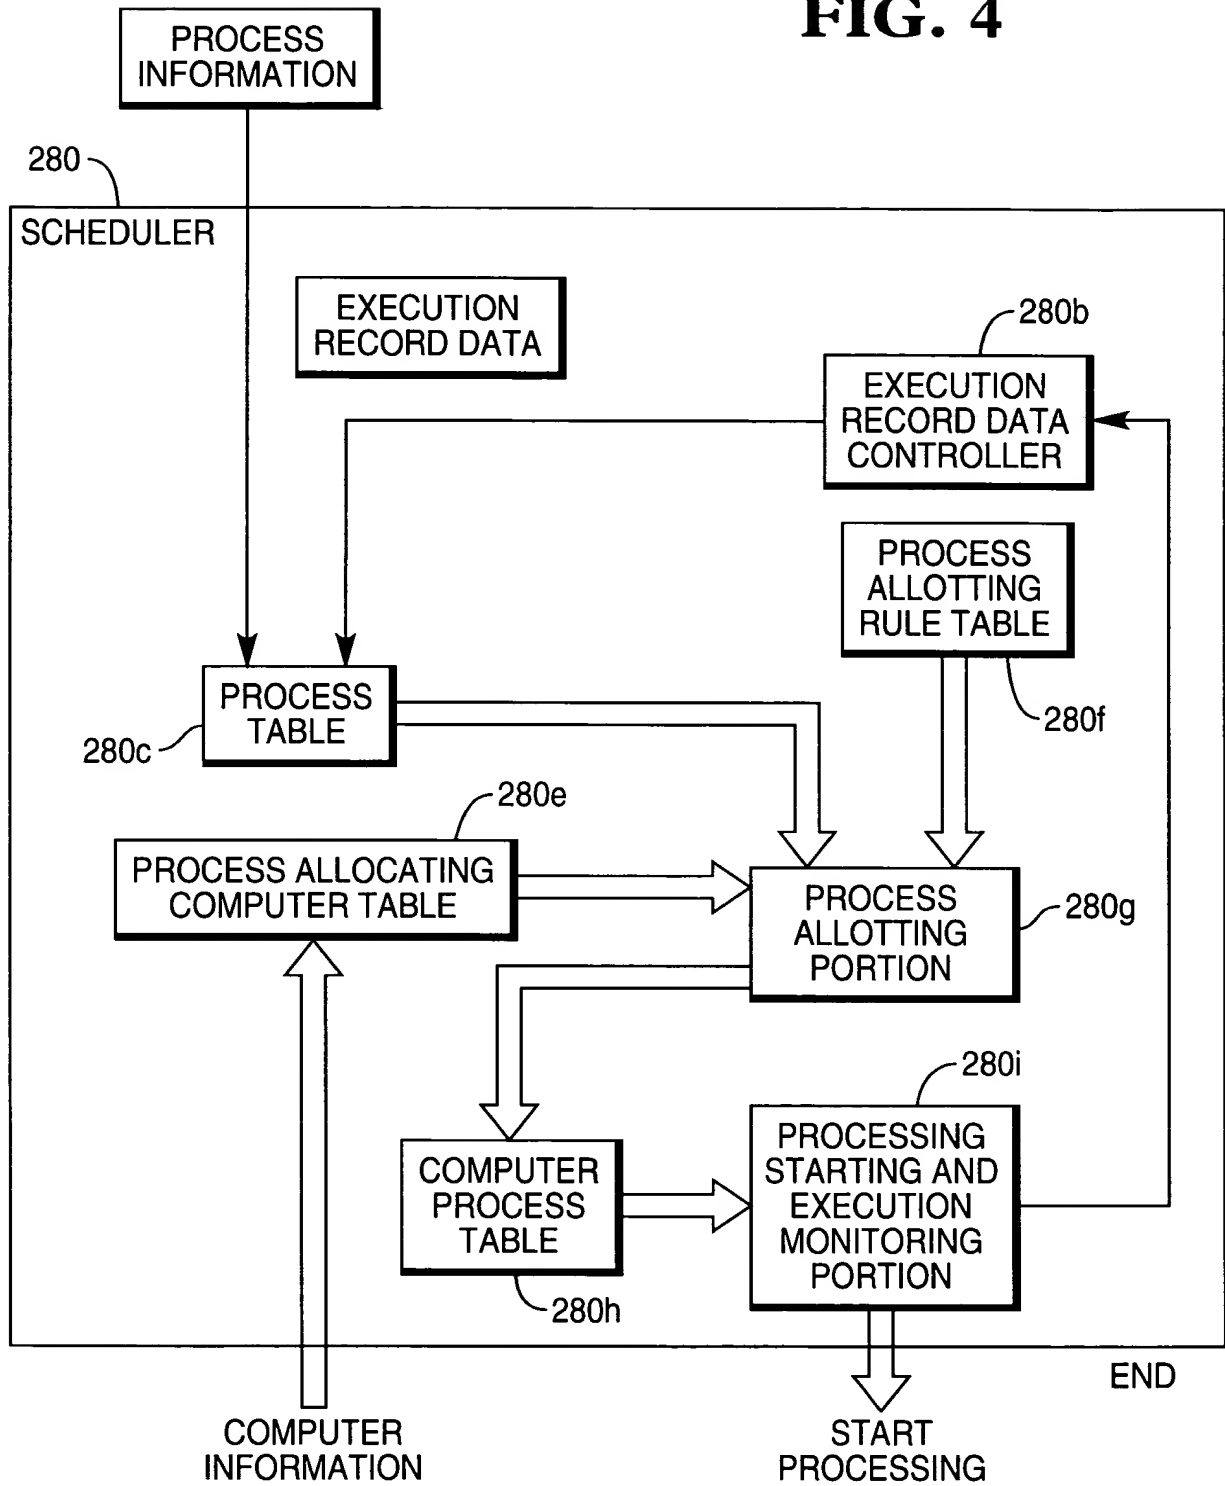 FIG. 4
PROCESS
INFORMATION
280
SCHEDULER
EXECUTION
RECORD DATA
280b
EXECUTION
RECORD DATA
CONTROLLER
PROCESS
ALLOTTING
RULE TABLE
280f
PROCESS
TABLE
280c
280e
PROCESS ALLOCATING
COMPUTER TABLE
PROCESS
ALLOTTING
PORTION
280g
280i
COMPUTER
PROCESS
TABLE
280h
PROCESSING
STARTING AND
EXECUTION
MONITORING
PORTION
END
COMPUTER
INFORMATION
START
PROCESSING